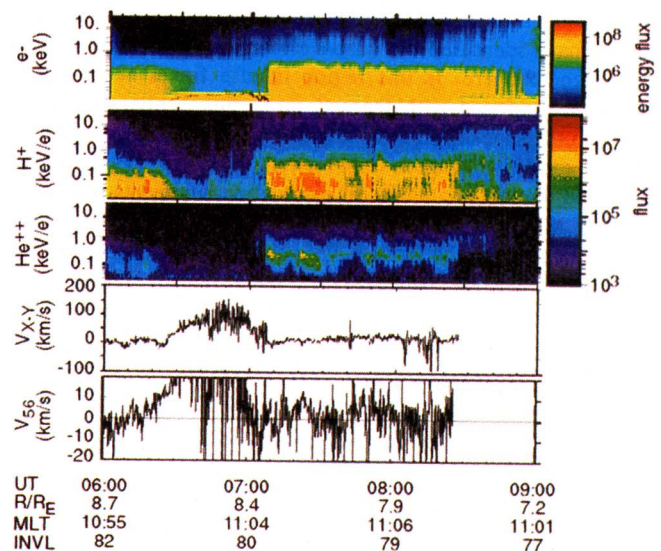 10.
1.0
0.1
e-
(keV)
10⁸
10⁶
energy flux
10.
1.0
0.1
H⁺
(keV/e)
10.
1.0
0.1
He⁺⁺
(keV/e)
10⁷
10⁵
10³
flux
200
100
0
-100
V_X-Y
(km/s)
10
0
-10
-20
V₅₆
(km/s)
UT 06:00 07:00 08:00 09:00
R/R_E 8.7 8.4 7.9 7.2
MLT 10:55 11:04 11:06 11:01
INVL 82 80 79 77